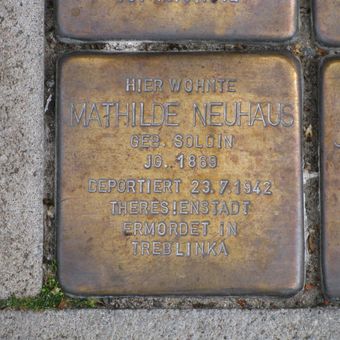 HIER WOHNTE
MATHILDE NEUHAUS
GEB. SOLDIN
JG. 1869
DEPORTIERT 23.7.1942
THERESIENSTADT
ERMORDET IN
TREBLINKA